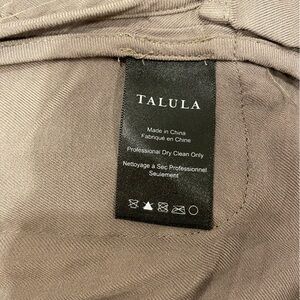 TALULA
Made in China
Fabriqué en Chine
Professional Dry Clean Only
Nettoyage à Sec Professionnel
Seulement